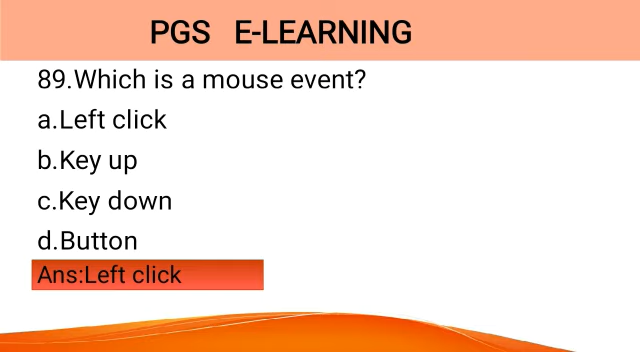 PGS E-LEARNING
89.Which is a mouse event?
a.Left click
b.Key up
c.Key down
d.Button
Ans:Left click